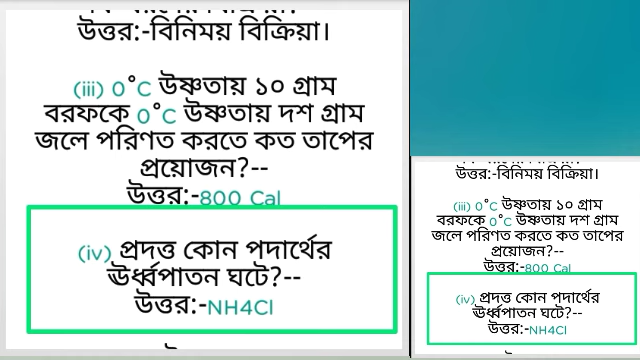 উত্তর:-বিনিময় বিক্রিয়া।
(iii) 0°C উষ্ণতায় ১০ গ্রাম
বরফকে 0°C উষ্ণতায় দশ গ্রাম
জলে পরিণত করতে কত তাপের
প্রয়োজন?--
উত্তর:-800 Cal
(iv) প্রদত্ত কোন পদার্থের
ঊর্ধ্বপাতন ঘটে?--
উত্তর:-NH4Cl
উত্তর:-বিনিময় বিক্রিয়া।
(iii) 0°C উষ্ণতায় ১০ গ্রাম
বরফকে 0°C উষ্ণতায় দশ গ্রাম
জলে পরিণত করতে কত তাপের
প্রয়োজন?--
উত্তর:-800 Cal
(iv) প্রদত্ত কোন পদার্থের
ঊর্ধ্বপাতন ঘটে?--
উত্তর:-NH4Cl